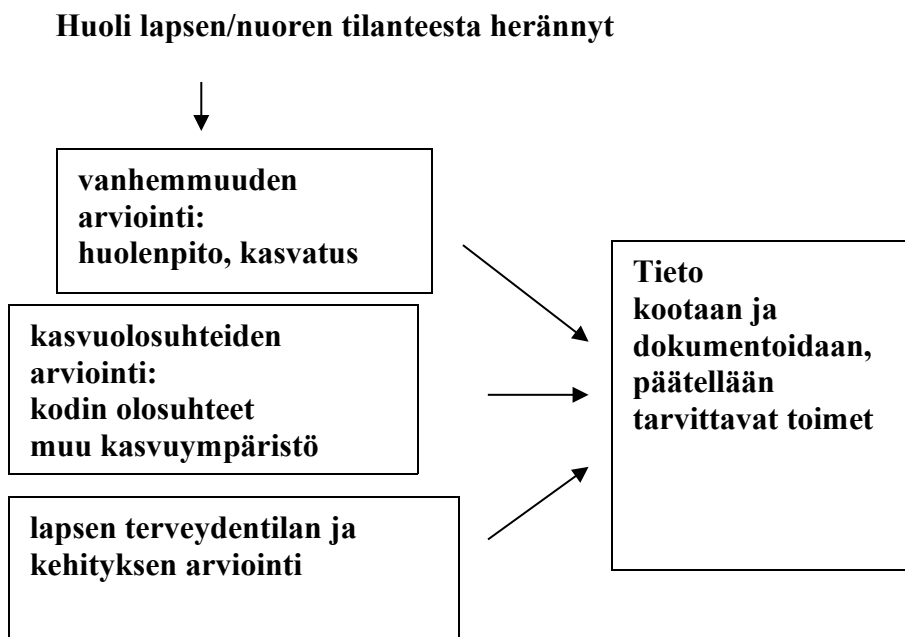 Huoli lapsen/nuoren tilanteesta herännyt
vanhemmuuden
arviointi:
huolenpito, kasvatus
kasvuolosuhteiden
arviointi:
kodin olosuhteet
muu kasvuympäristö
lapsen terveydentilan ja
kehityksen arviointi
Tieto
kootaan ja
dokumentoidaan,
päätellään
tarvittavat toimet